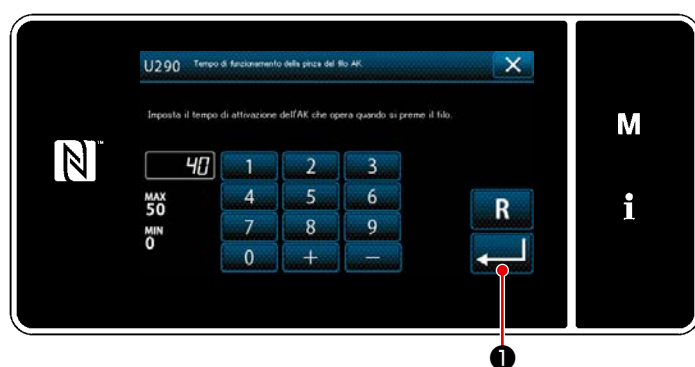 U290 Tempo di funzionamento della pinza del filo AK
Imposta il tempo di attivazione dell'AK che opera quando si preme il filo.
40
1 2 3
MAX
50
4 5 6
MIN
0
7 8 9
0 + −
R
M
i
N
™
1